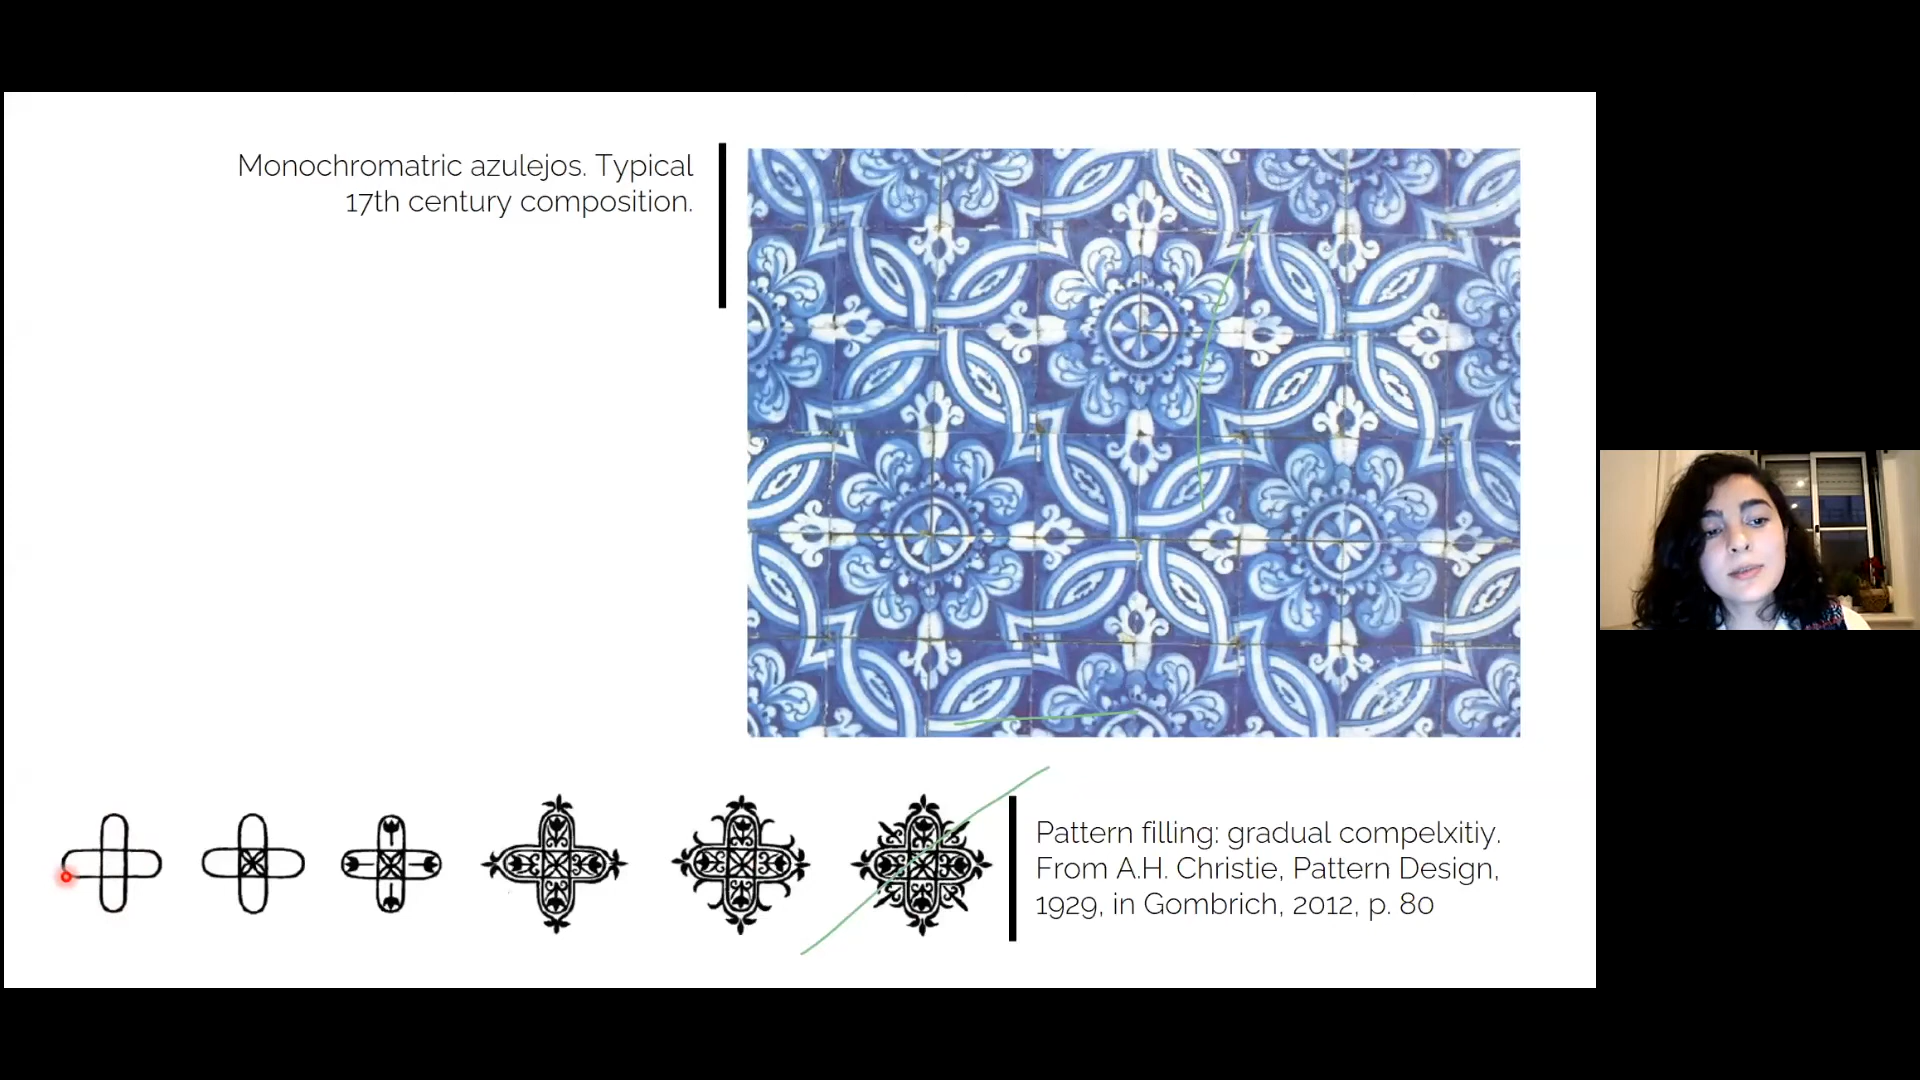 Monochromatric azulejos. Typical
17th century composition.
Pattern filling: gradual compelxitiy.
From A.H. Christie, Pattern Design,
1929, in Gombrich, 2012, p. 80